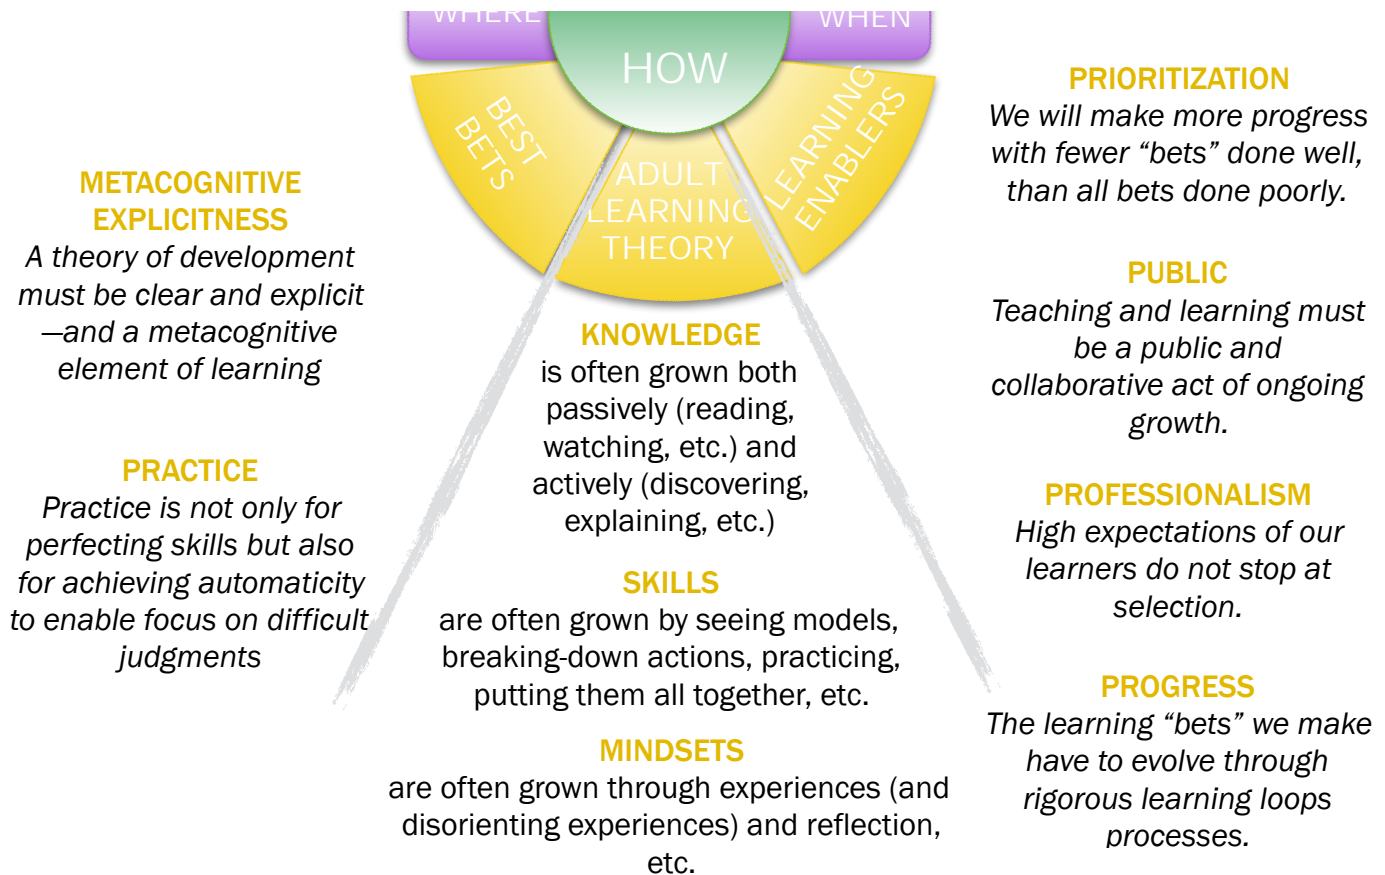 WHERE
WHEN
HOW
BEST
BETS
ADULT
LEARNING
THEORY
LEARNING
ENABLERS
METACOGNITIVE
EXPLICITNESS
A theory of development
must be clear and explicit
—and a metacognitive
element of learning
PRACTICE
Practice is not only for
perfecting skills but also
for achieving automaticity
to enable focus on difficult
judgments
KNOWLEDGE
is often grown both
passively (reading,
watching, etc.) and
actively (discovering,
explaining, etc.)
SKILLS
are often grown by seeing models,
breaking-down actions, practicing,
putting them all together, etc.
MINDSETS
are often grown through experiences (and
disorienting experiences) and reflection,
etc.
PRIORITIZATION
We will make more progress
with fewer “bets” done well,
than all bets done poorly.
PUBLIC
Teaching and learning must
be a public and
collaborative act of ongoing
growth.
PROFESSIONALISM
High expectations of our
learners do not stop at
selection.
PROGRESS
The learning “bets” we make
have to evolve through
rigorous learning loops
processes.